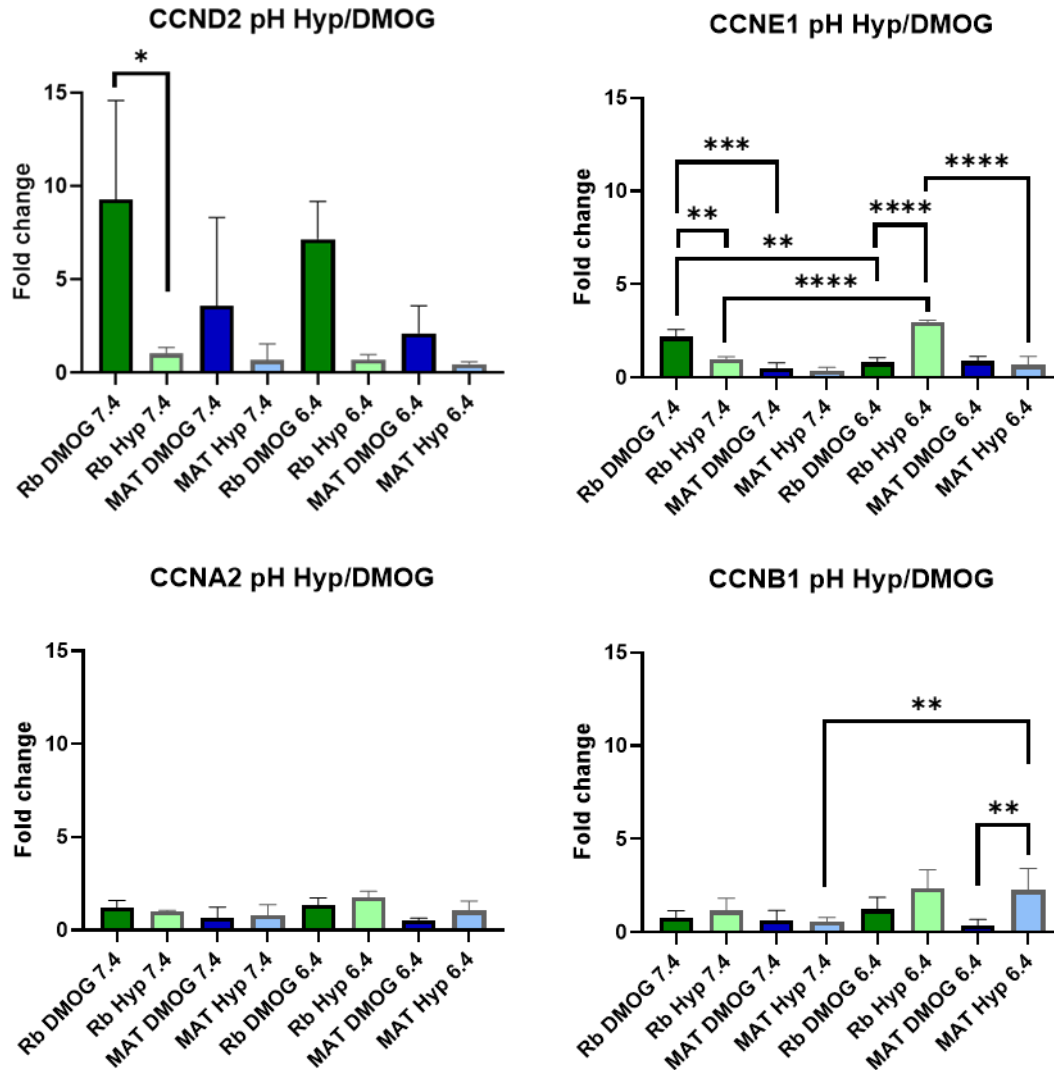 CCND2 pH Hyp/DMOG
*
15
10
5
0
Fold change
Rb DMOG 7.4
Rb Hyp 7.4
MAT DMOG 7.4
MAT Hyp 7.4
Rb DMOG 6.4
Rb Hyp 6.4
MAT DMOG 6.4
MAT Hyp 6.4
CCNE1 pH Hyp/DMOG
15
10
5
0
Fold change
***
****
**
****
**
****
Rb DMOG 7.4
Rb Hyp 7.4
MAT DMOG 7.4
MAT Hyp 7.4
Rb DMOG 6.4
Rb Hyp 6.4
MAT DMOG 6.4
MAT Hyp 6.4
CCNA2 pH Hyp/DMOG
15
10
5
0
Fold change
Rb DMOG 7.4
Rb Hyp 7.4
MAT DMOG 7.4
MAT Hyp 7.4
Rb DMOG 6.4
Rb Hyp 6.4
MAT DMOG 6.4
MAT Hyp 6.4
CCNB1 pH Hyp/DMOG
15
10
5
0
Fold change
**
**
Rb DMOG 7.4
Rb Hyp 7.4
MAT DMOG 7.4
MAT Hyp 7.4
Rb DMOG 6.4
Rb Hyp 6.4
MAT DMOG 6.4
MAT Hyp 6.4